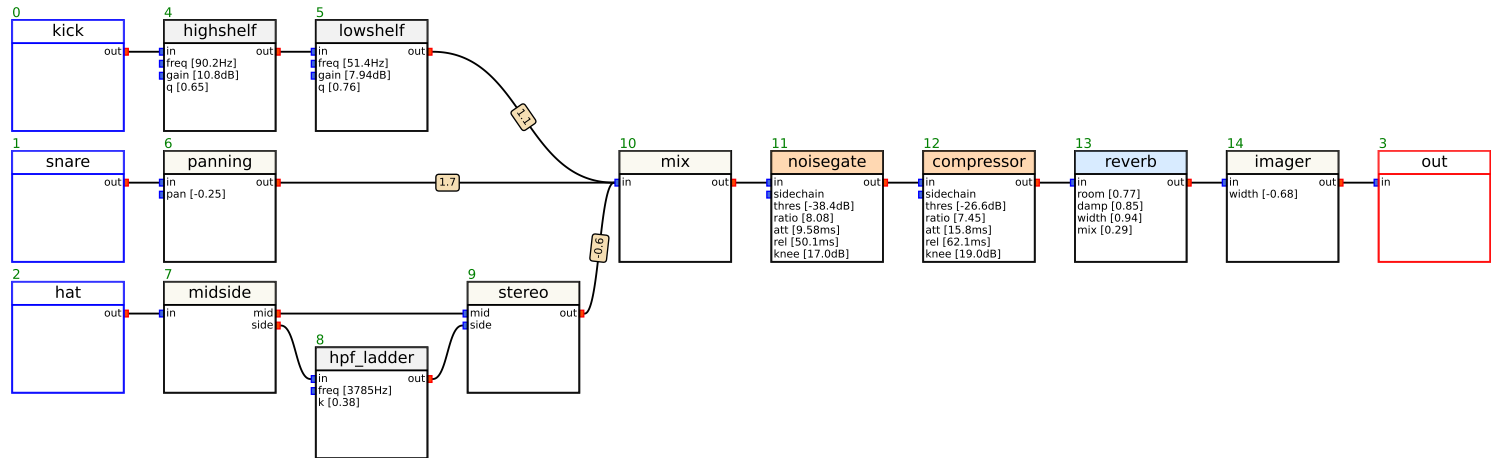 0
kick
out
4
highshelf
in out
freq [90.2Hz]
gain [10.8dB]
q [0.65]
5
lowshelf
in out
freq [51.4Hz]
gain [7.94dB]
q [0.76]
1.1
1
snare
out
6
panning
in out
pan [-0.25]
1.7
10
mix
in out
11
noisegate
in out
sidechain
thres [-38.4dB]
ratio [8.08]
att [9.58ms]
rel [50.1ms]
knee [17.0dB]
12
compressor
in out
sidechain
thres [-26.6dB]
ratio [7.45]
att [15.8ms]
rel [62.1ms]
knee [19.0dB]
13
reverb
in out
room [0.77]
damp [0.85]
width [0.94]
mix [0.29]
14
imager
in out
width [-0.68]
3
out
in
2
hat
out
7
midside
in mid
side
8
hpf_ladder
in out
freq [3785Hz]
k [0.38]
9
stereo
mid out
side
-0.6